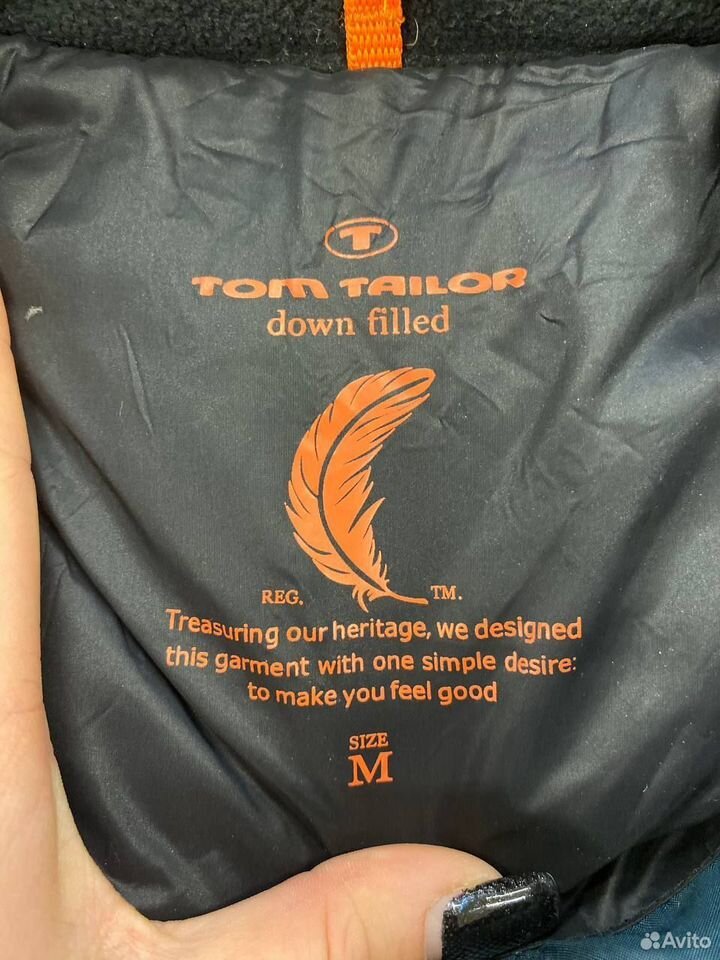 T
TOM TAILOR
down filled
REG. TM.
Treasuring our heritage, we designed
this garment with one simple desire:
to make you feel good
SIZE
M
Avito